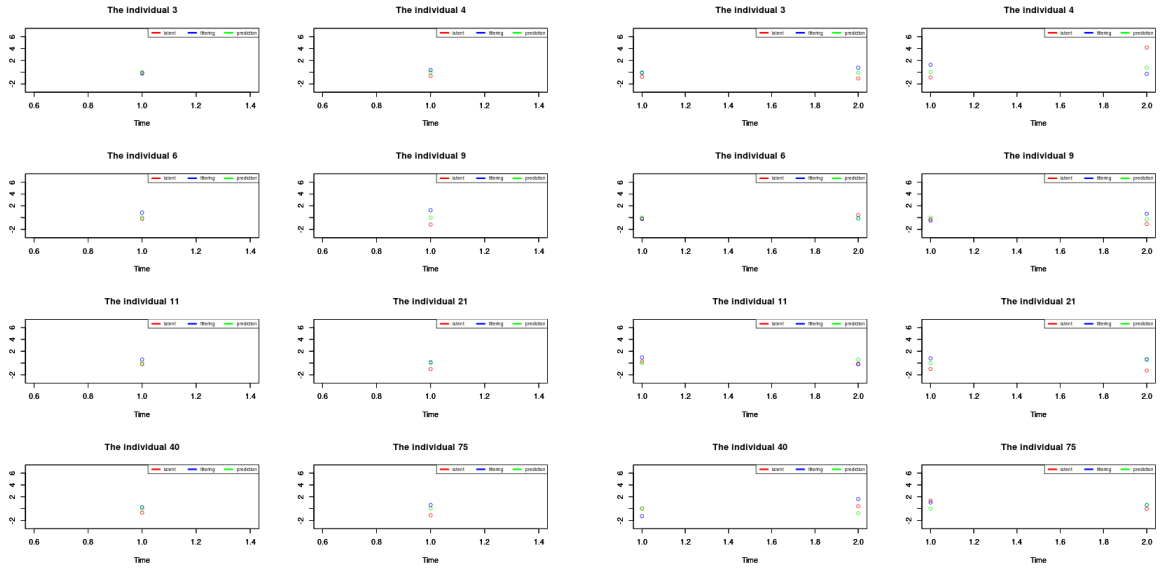 The individual 3
The individual 4
The individual 3
The individual 4
latent filtering prediction
latent filtering prediction
latent filtering prediction
latent filtering prediction
-2 2 4 6
-2 2 4 6
-2 2 4 6
-2 2 4 6
0.6 0.8 1.0 1.2 1.4
0.6 0.8 1.0 1.2 1.4
1.0 1.2 1.4 1.6 1.8 2.0
1.0 1.2 1.4 1.6 1.8 2.0
Time
Time
Time
Time
The individual 6
The individual 9
The individual 6
The individual 9
latent filtering prediction
latent filtering prediction
latent filtering prediction
latent filtering prediction
-2 2 4 6
-2 2 4 6
-2 2 4 6
-2 2 4 6
0.6 0.8 1.0 1.2 1.4
0.6 0.8 1.0 1.2 1.4
1.0 1.2 1.4 1.6 1.8 2.0
1.0 1.2 1.4 1.6 1.8 2.0
Time
Time
Time
Time
The individual 11
The individual 21
The individual 11
The individual 21
latent filtering prediction
latent filtering prediction
latent filtering prediction
latent filtering prediction
-2 2 4 6
-2 2 4 6
-2 2 4 6
-2 2 4 6
0.6 0.8 1.0 1.2 1.4
0.6 0.8 1.0 1.2 1.4
1.0 1.2 1.4 1.6 1.8 2.0
1.0 1.2 1.4 1.6 1.8 2.0
Time
Time
Time
Time
The individual 40
The individual 75
The individual 40
The individual 75
latent filtering prediction
latent filtering prediction
latent filtering prediction
latent filtering prediction
-2 2 4 6
-2 2 4 6
-2 2 4 6
-2 2 4 6
0.6 0.8 1.0 1.2 1.4
0.6 0.8 1.0 1.2 1.4
1.0 1.2 1.4 1.6 1.8 2.0
1.0 1.2 1.4 1.6 1.8 2.0
Time
Time
Time
Time